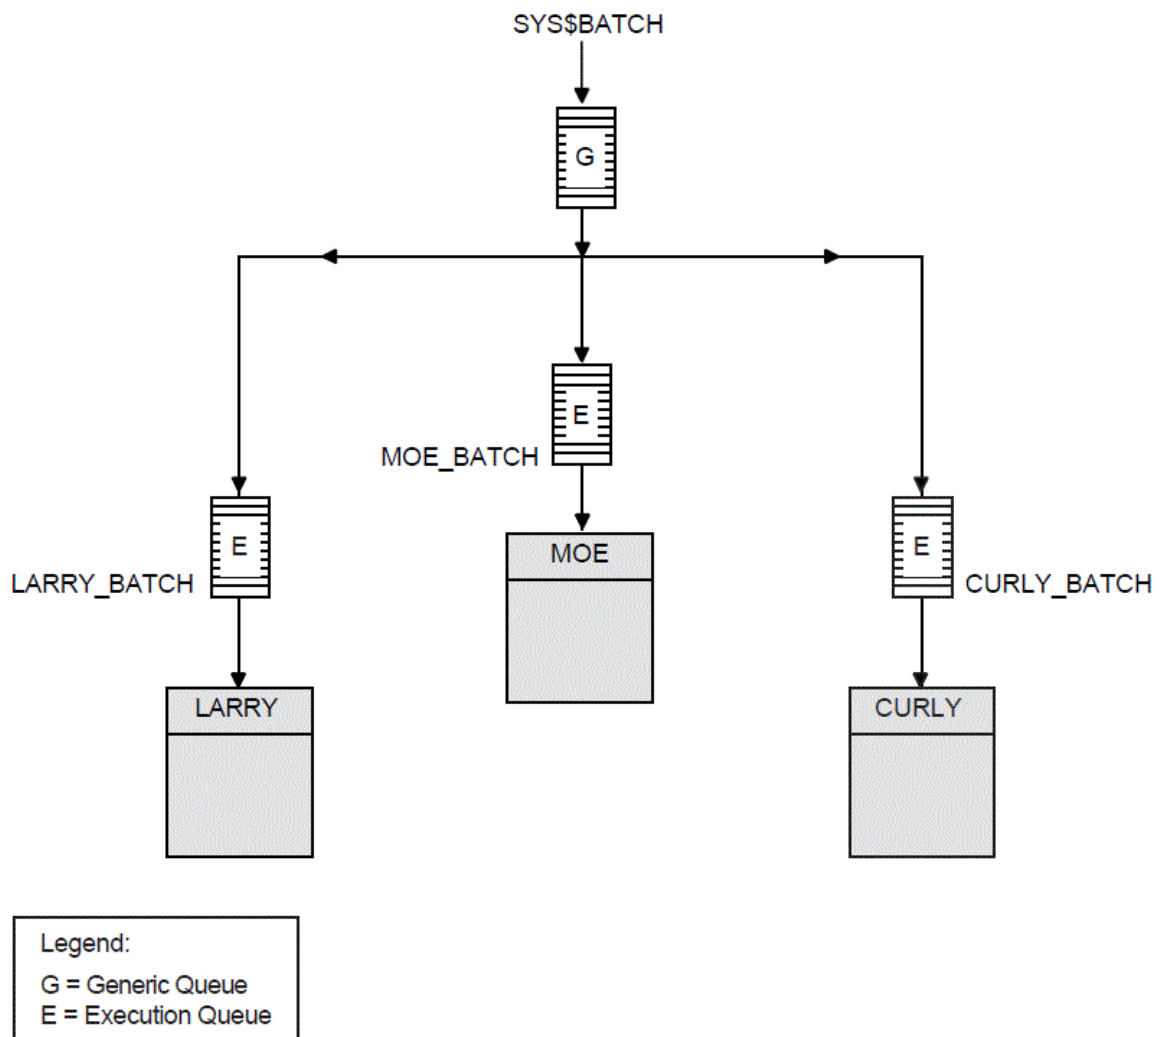 SYS$BATCH
G
E
MOE_BATCH
MOE
E
LARRY_BATCH
E
CURLY_BATCH
LARRY
CURLY
Legend:
G = Generic Queue
E = Execution Queue